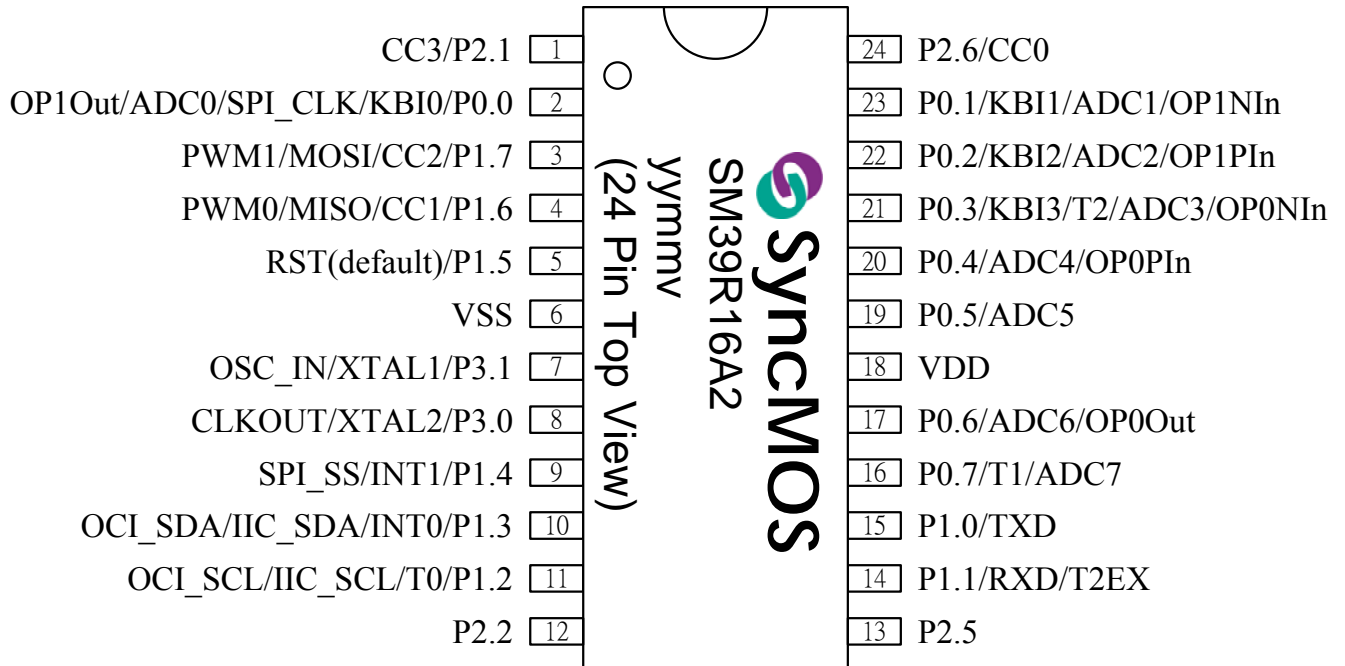 CC3/P2.1 1
OP1Out/ADC0/SPI_CLK/KBI0/P0.0 2
PWM1/MOSI/CC2/P1.7 3
PWM0/MISO/CC1/P1.6 4
RST(default)/P1.5 5
VSS 6
OSC_IN/XTAL1/P3.1 7
CLKOUT/XTAL2/P3.0 8
SPI_SS/INT1/P1.4 9
OCI_SDA/IIC_SDA/INT0/P1.3 10
OCI_SCL/IIC_SCL/T0/P1.2 11
P2.2 12
SyncMOS
SM39R16A2
yymmv
(24 Pin Top View)
24 P2.6/CC0
23 P0.1/KBI1/ADC1/OP1NIn
22 P0.2/KBI2/ADC2/OP1PIn
21 P0.3/KBI3/T2/ADC3/OP0NIn
20 P0.4/ADC4/OP0PIn
19 P0.5/ADC5
18 VDD
17 P0.6/ADC6/OP0Out
16 P0.7/T1/ADC7
15 P1.0/TXD
14 P1.1/RXD/T2EX
13 P2.5